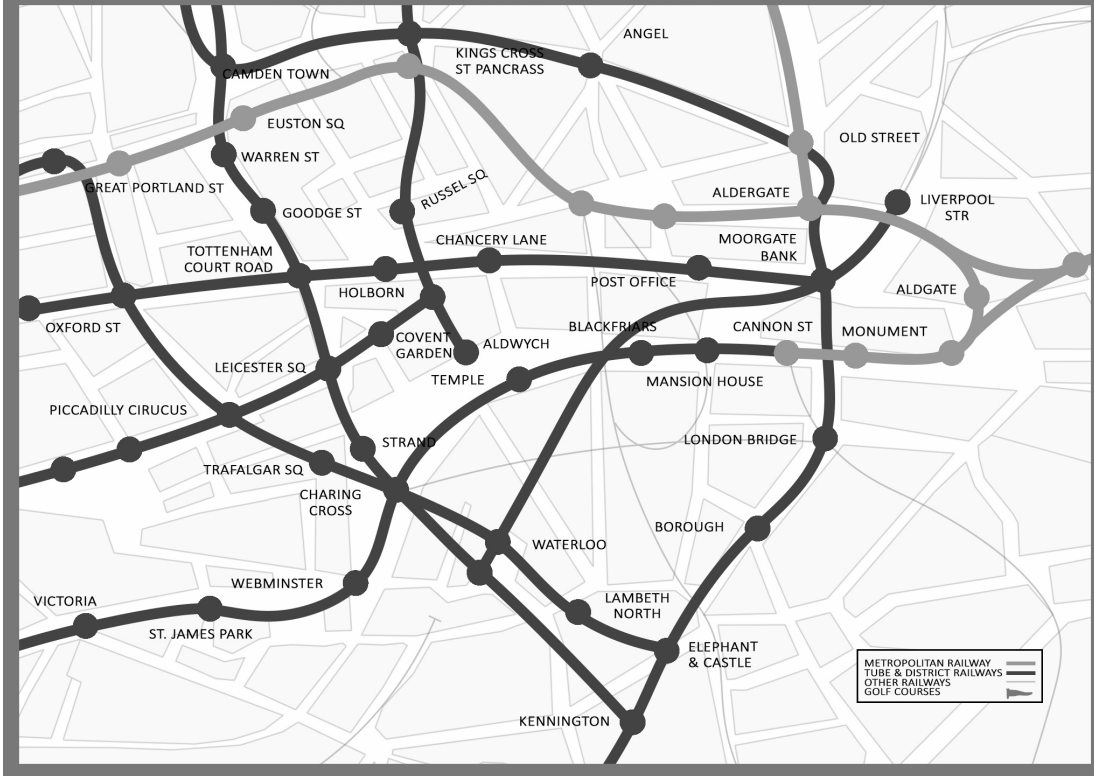 ANGEL
KINGS CROSS
ST PANCRASS
CAMDEN TOWN
EUSTON SQ
OLD STREET
WARREN ST
GREAT PORTLAND ST
RUSSEL SQ
ALDERGATE
LIVERPOOL
STR
GOODGE ST
CHANCERY LANE
MOORGATE
BANK
TOTTENHAM
COURT ROAD
POST OFFICE
HOLBORN
ALDGATE
OXFORD ST
BLACKFRIARS
CANNON ST
MONUMENT
COVENT
GARDEN
ALDWYCH
LEICESTER SQ
TEMPLE
MANSION HOUSE
PICCADILLY CIRUCUS
STRAND
LONDON BRIDGE
TRAFALGAR SQ
CHARING
CROSS
BOROUGH
WATERLOO
WEBMINSTER
VICTORIA
LAMBETH
NORTH
ST. JAMES PARK
ELEPHANT
& CASTLE
METROPOLITAN RAILWAY
TUBE & DISTRICT RAILWAYS
OTHER RAILWAYS
GOLF COURSES
KENNINGTON